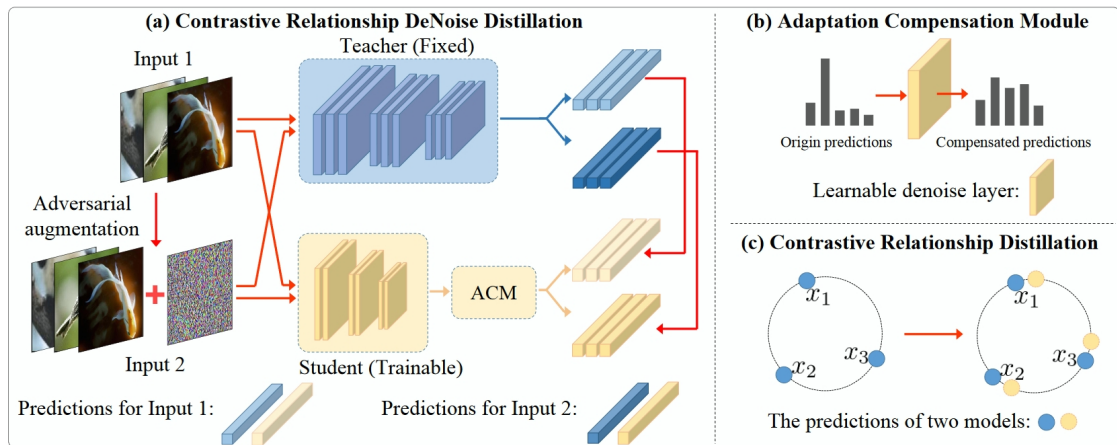 (a) Contrastive Relationship DeNoise Distillation
Input 1
Teacher (Fixed)
Adversarial
augmentation
ACM
Input 2
Student (Trainable)
Predictions for Input 1:
Predictions for Input 2:
(b) Adaptation Compensation Module
Origin predictions
Compensated predictions
Learnable denoise layer:
(c) Contrastive Relationship Distillation
x1
x2
x3
x1
x2
x3
The predictions of two models: